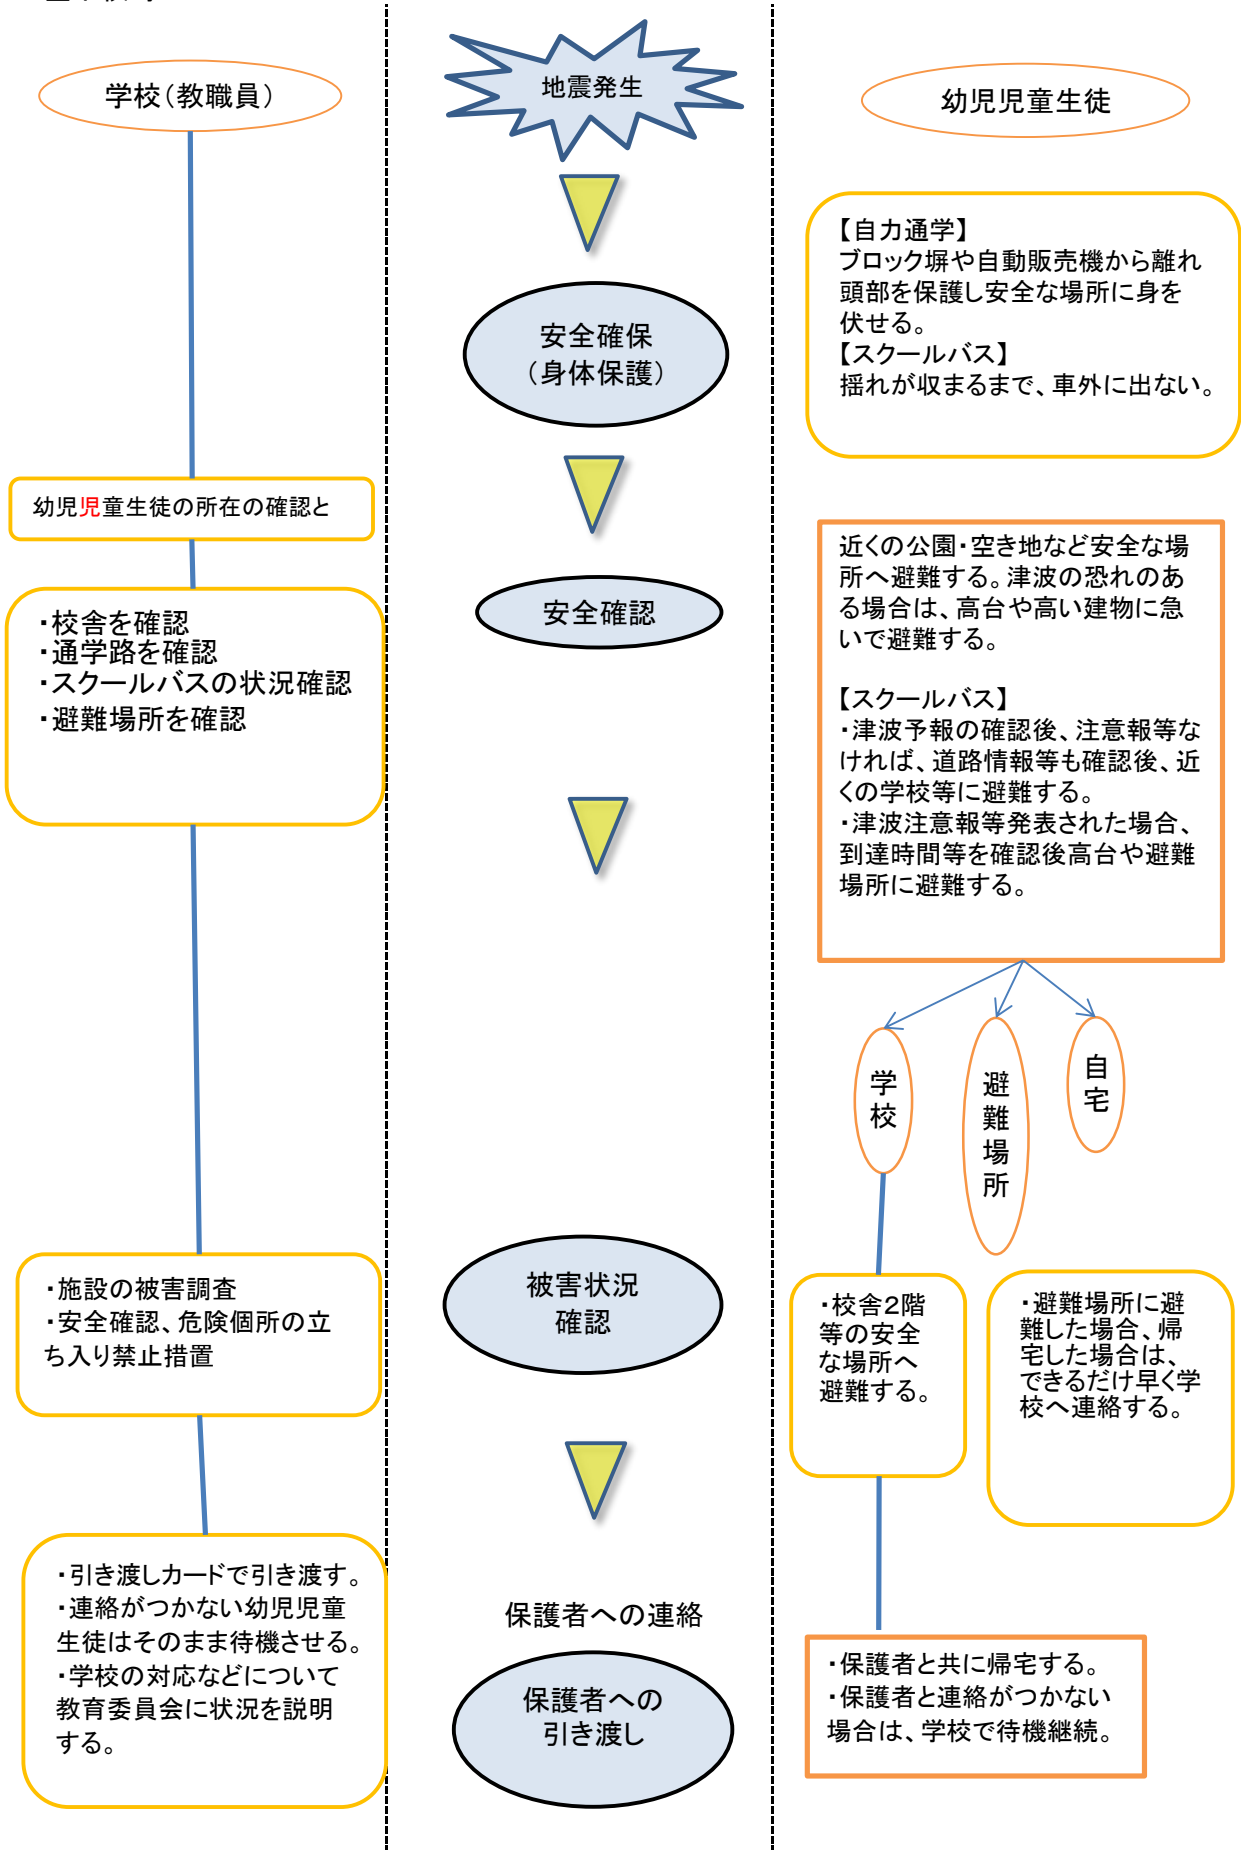 学校（教職員）
地震発生
幼児児童生徒
【自力通学】
ブロック塀や自動販売機から離れ
頭部を保護し安全な場所に身を
伏せる。
【スクールバス】
揺れが収まるまで、車外に出ない。
安全確保
（身体保護）
幼児児童生徒の所在の確認と
・校舎を確認
・通学路を確認
・スクールバスの状況確認
・避難場所を確認
安全確認
近くの公園・空き地など安全な場
所へ避難する。津波の恐れのあ
る場合は、高台や高い建物に急
いで避難する。
【スクールバス】
・津波予報の確認後、注意報等な
ければ、道路情報等も確認後、近
くの学校等に避難する。
・津波注意報等発表された場合、
到達時間等を確認後高台や避難
場所に避難する。
学校
避難場所
自宅
・施設の被害調査
・安全確認、危険個所の立
ち入り禁止措置
被害状況
確認
・校舎２階
等の安全
な場所へ
避難する。
・避難場所に避
難した場合、帰
宅した場合は、
できるだけ早く学
校へ連絡する。
・引き渡しカードで引き渡す。
・連絡がつかない幼児児童
生徒はそのまま待機させる。
・学校の対応などについて
教育委員会に状況を説明
する。
保護者への連絡
保護者への
引き渡し
・保護者と共に帰宅する。
・保護者と連絡がつかない
場合は、学校で待機継続。